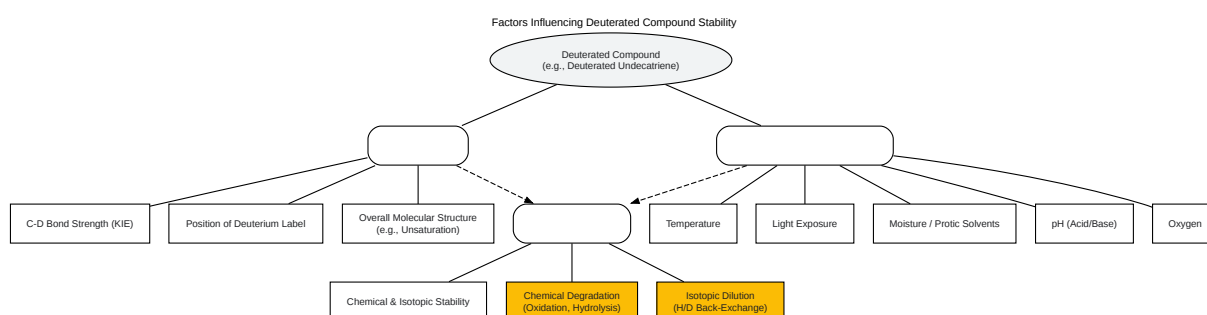 Factors Influencing Deuterated Compound Stability
Deuterated Compound
(e.g., Deuterated Undecatriene)
C-D Bond Strength (KIE)
Position of Deuterium Label
Overall Molecular Structure
(e.g., Unsaturation)
Temperature
Light Exposure
Moisture / Protic Solvents
pH (Acid/Base)
Oxygen
Chemical & Isotopic Stability
Chemical Degradation
(Oxidation, Hydrolysis)
Isotopic Dilution
(H/D Back-Exchange)